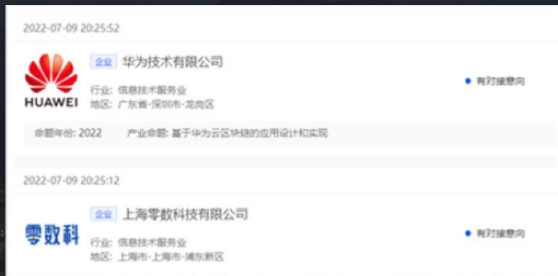 2022-07-09 20:25:52
企业 华为技术有限公司
行业: 信息技术服务业
有对接意向
HUAWEI
地区: 广东省-深圳市-龙岗区
命题年份: 2022 产业命题: 基于华为云区块链的应用设计和实现
2022-07-09 20:25:12
企业 上海零数科技有限公司
零数科
有对接意向
行业: 信息技术服务业
地区: 上海市-上海市-浦东新区